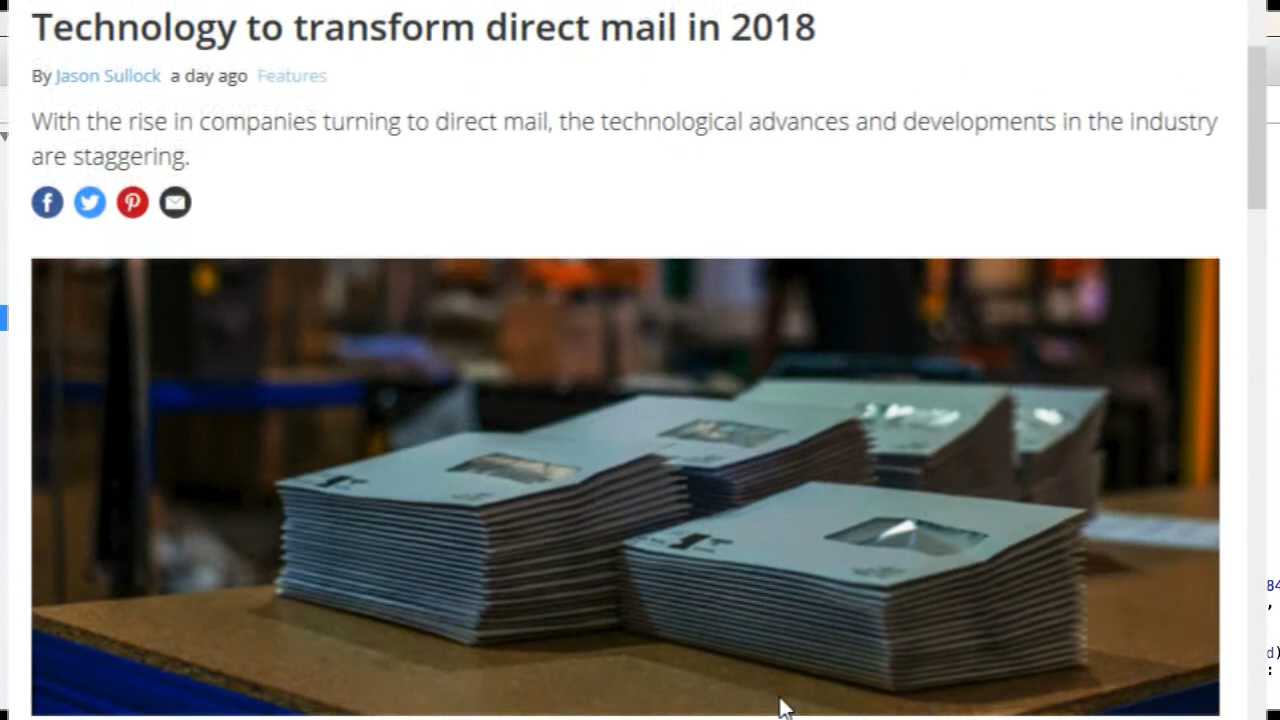 Technology to transform direct mail in 2018
By Jason Sullock a day ago Features
With the rise in companies turning to direct mail, the technological advances and developments in the industry
are staggering.
84
,
d)
: